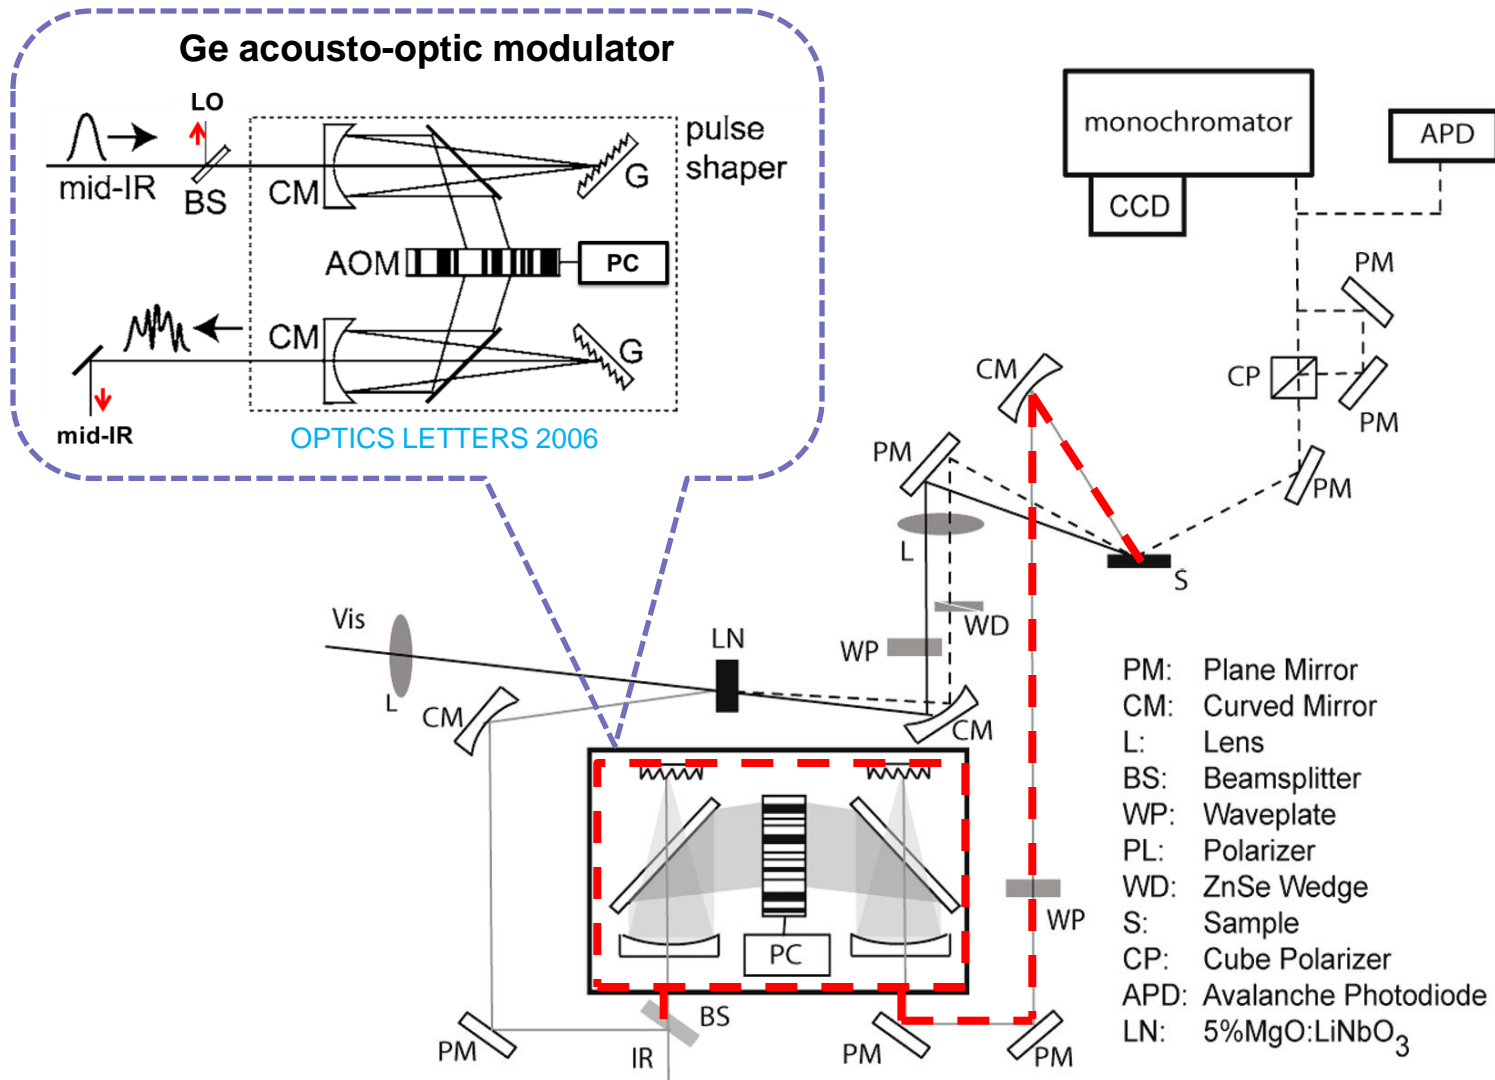 Ge acousto-optic modulator
LO
mid-IR
BS
CM
G
pulse
shaper
AOM
PC
CM
G
mid-IR
OPTICS LETTERS 2006
monochromator
CCD
APD
PM
CP
PM
CM
PM
PM
L
S
WD
WP
Vis
L
LN
CM
CM
PC
WP
BS
PM
IR
PM
PM
PM: Plane Mirror
CM: Curved Mirror
L: Lens
BS: Beamsplitter
WP: Waveplate
PL: Polarizer
WD: ZnSe Wedge
S: Sample
CP: Cube Polarizer
APD: Avalanche Photodiode
LN: 5%MgO:LiNbO₃